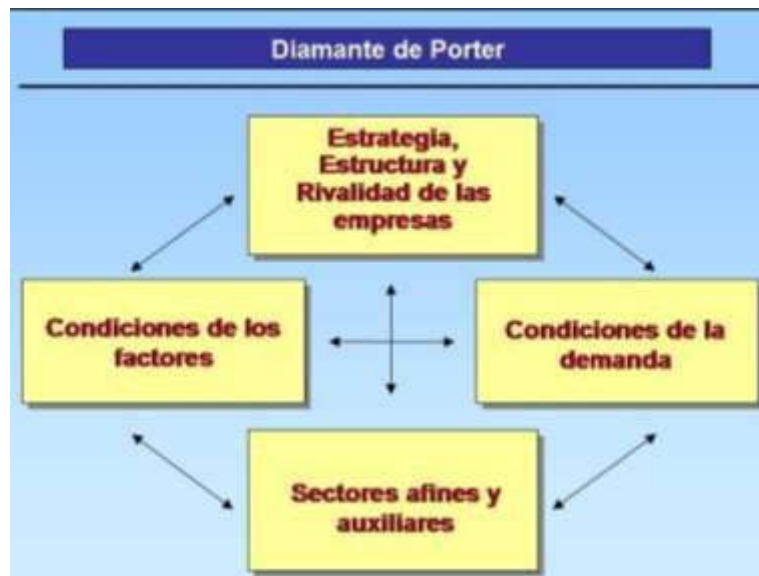 Diamante de Porter
Estrategia,
Estructura y
Rivalidad de las
empresas
Condiciones de los
factores
Condiciones de la
demanda
Sectores afines y
auxiliares